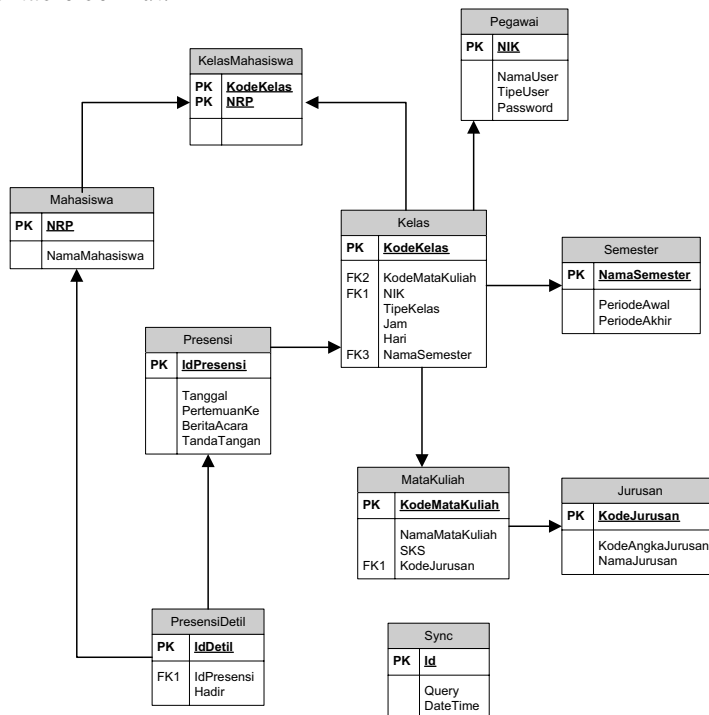 Pegawai
PK NIK
NamaUser
TipeUser
Password
KelasMahasiswa
PK KodeKelas
PK NRP
Mahasiswa
PK NRP
NamaMahasiswa
Kelas
PK KodeKelas
FK2 KodeMataKuliah
FK1 NIK
TipeKelas
Jam
Hari
FK3 NamaSemester
Semester
PK NamaSemester
PeriodeAwal
PeriodeAkhir
Presensi
PK IdPresensi
Tanggal
PertemuanKe
BeritaAcara
TandaTangan
MataKuliah
PK KodeMataKuliah
NamaMataKuliah
SKS
FK1 KodeJurusan
Jurusan
PK KodeJurusan
KodeAngkaJurusan
NamaJurusan
PresensiDetil
PK IdDetil
FK1 IdPresensi
Hadir
Sync
PK Id
Query
DateTime